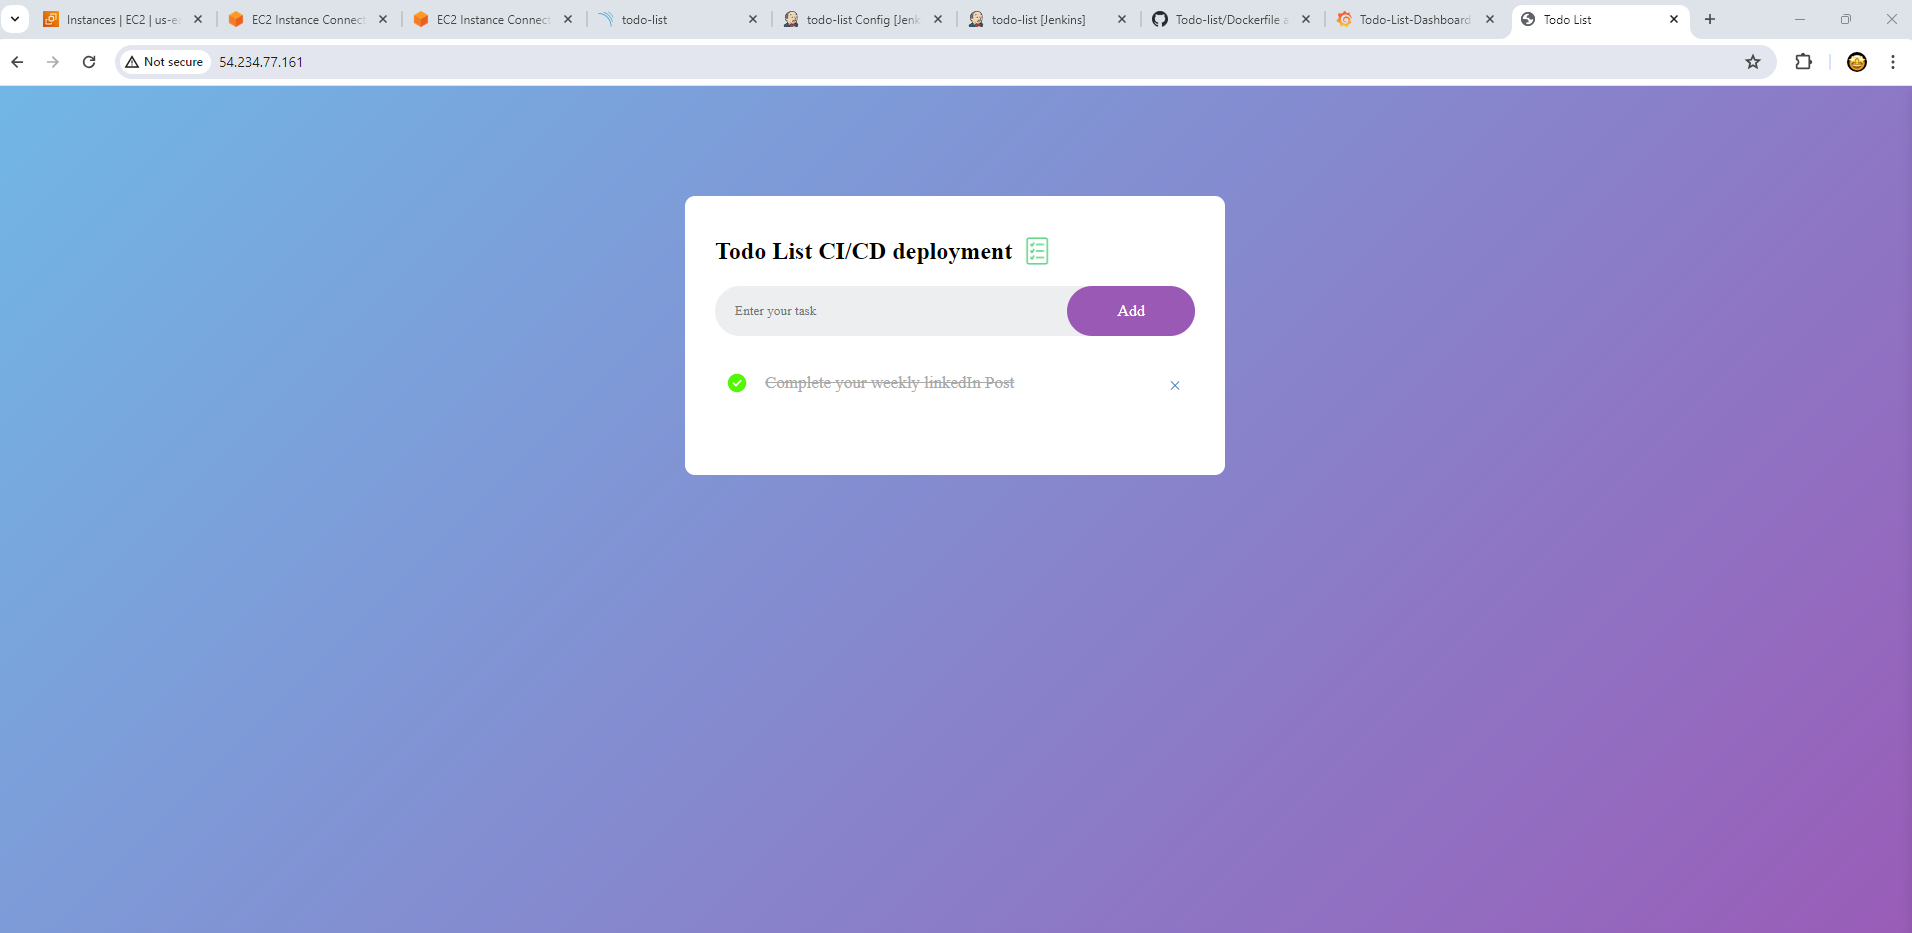 Instances | EC2 | us-ea
EC2 Instance Connect
EC2 Instance Connect
todo-list
todo-list Config [Jenk
todo-list [Jenkins]
Todo-list/Dockerfile a
Todo-List-Dashboard
Todo List
Not secure
54.234.77.161
Todo List CI/CD deployment
Enter your task
Add
Complete your weekly linkedIn Post